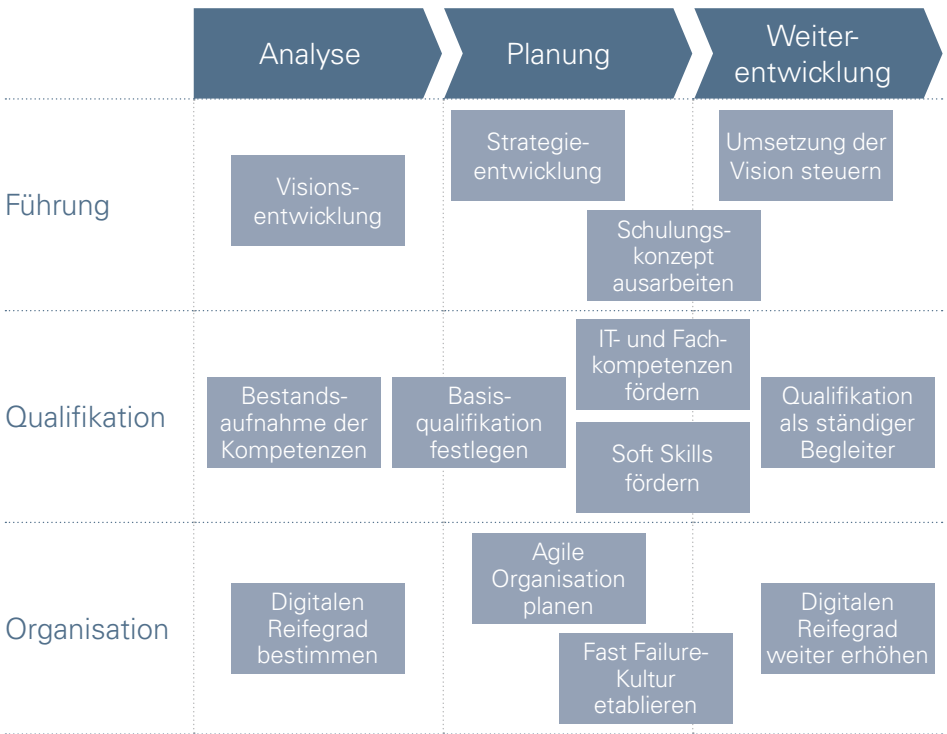 Analyse
Planung
Weiter-
entwicklung
Führung
Visions-
entwicklung
Strategie-
entwicklung
Schulungs-
konzept
ausarbeiten
Umsetzung der
Vision steuern
Qualifikation
Bestands-
aufnahme der
Kompetenzen
Basis-
qualifikation
festlegen
IT- und Fach-
kompetenzen
fördern
Soft Skills
fördern
Qualifikation
als ständiger
Begleiter
Organisation
Digitalen
Reifegrad
bestimmen
Agile
Organisation
planen
Fast Failure-
Kultur
etablieren
Digitalen
Reifegrad
weiter erhöhen